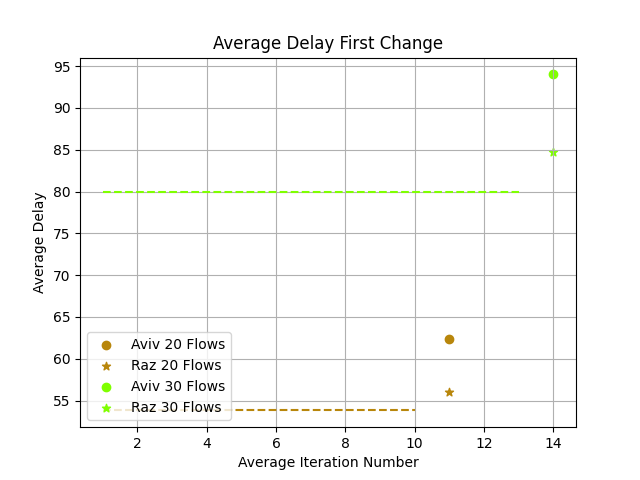 Average Delay First Change
95
90
85
80
75
70
65
60
55
Average Delay
Aviv 20 Flows
Raz 20 Flows
Aviv 30 Flows
Raz 30 Flows
2 4 6 8 10 12 14
Average Iteration Number